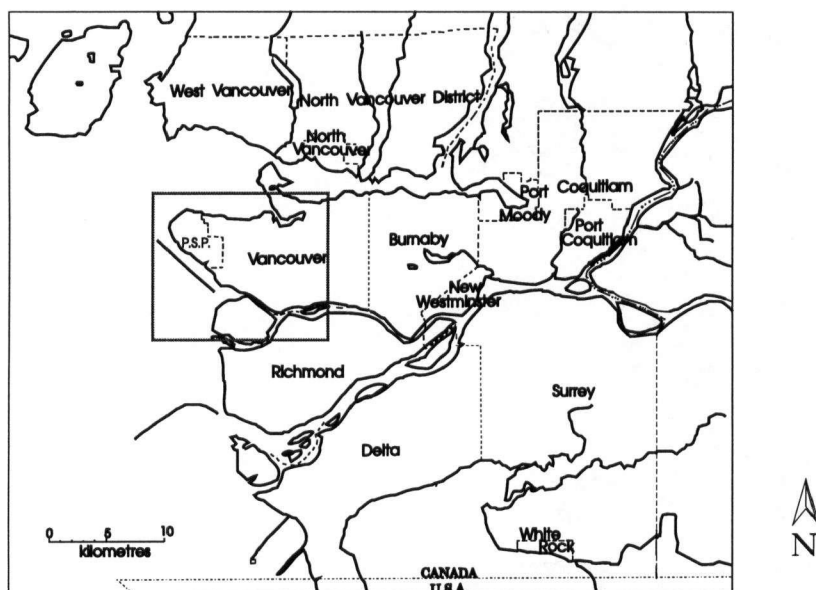 West Vancouver
North Vancouver District
North
Vancouver
Port
Moody
Coquitlam
Port
Coquitlam
P.S.P.
Vancouver
Burnaby
New
Westminster
Richmond
Surrey
Delta
White
Rock
0 5 10
kilometres
CANADA
U.S.A.
N